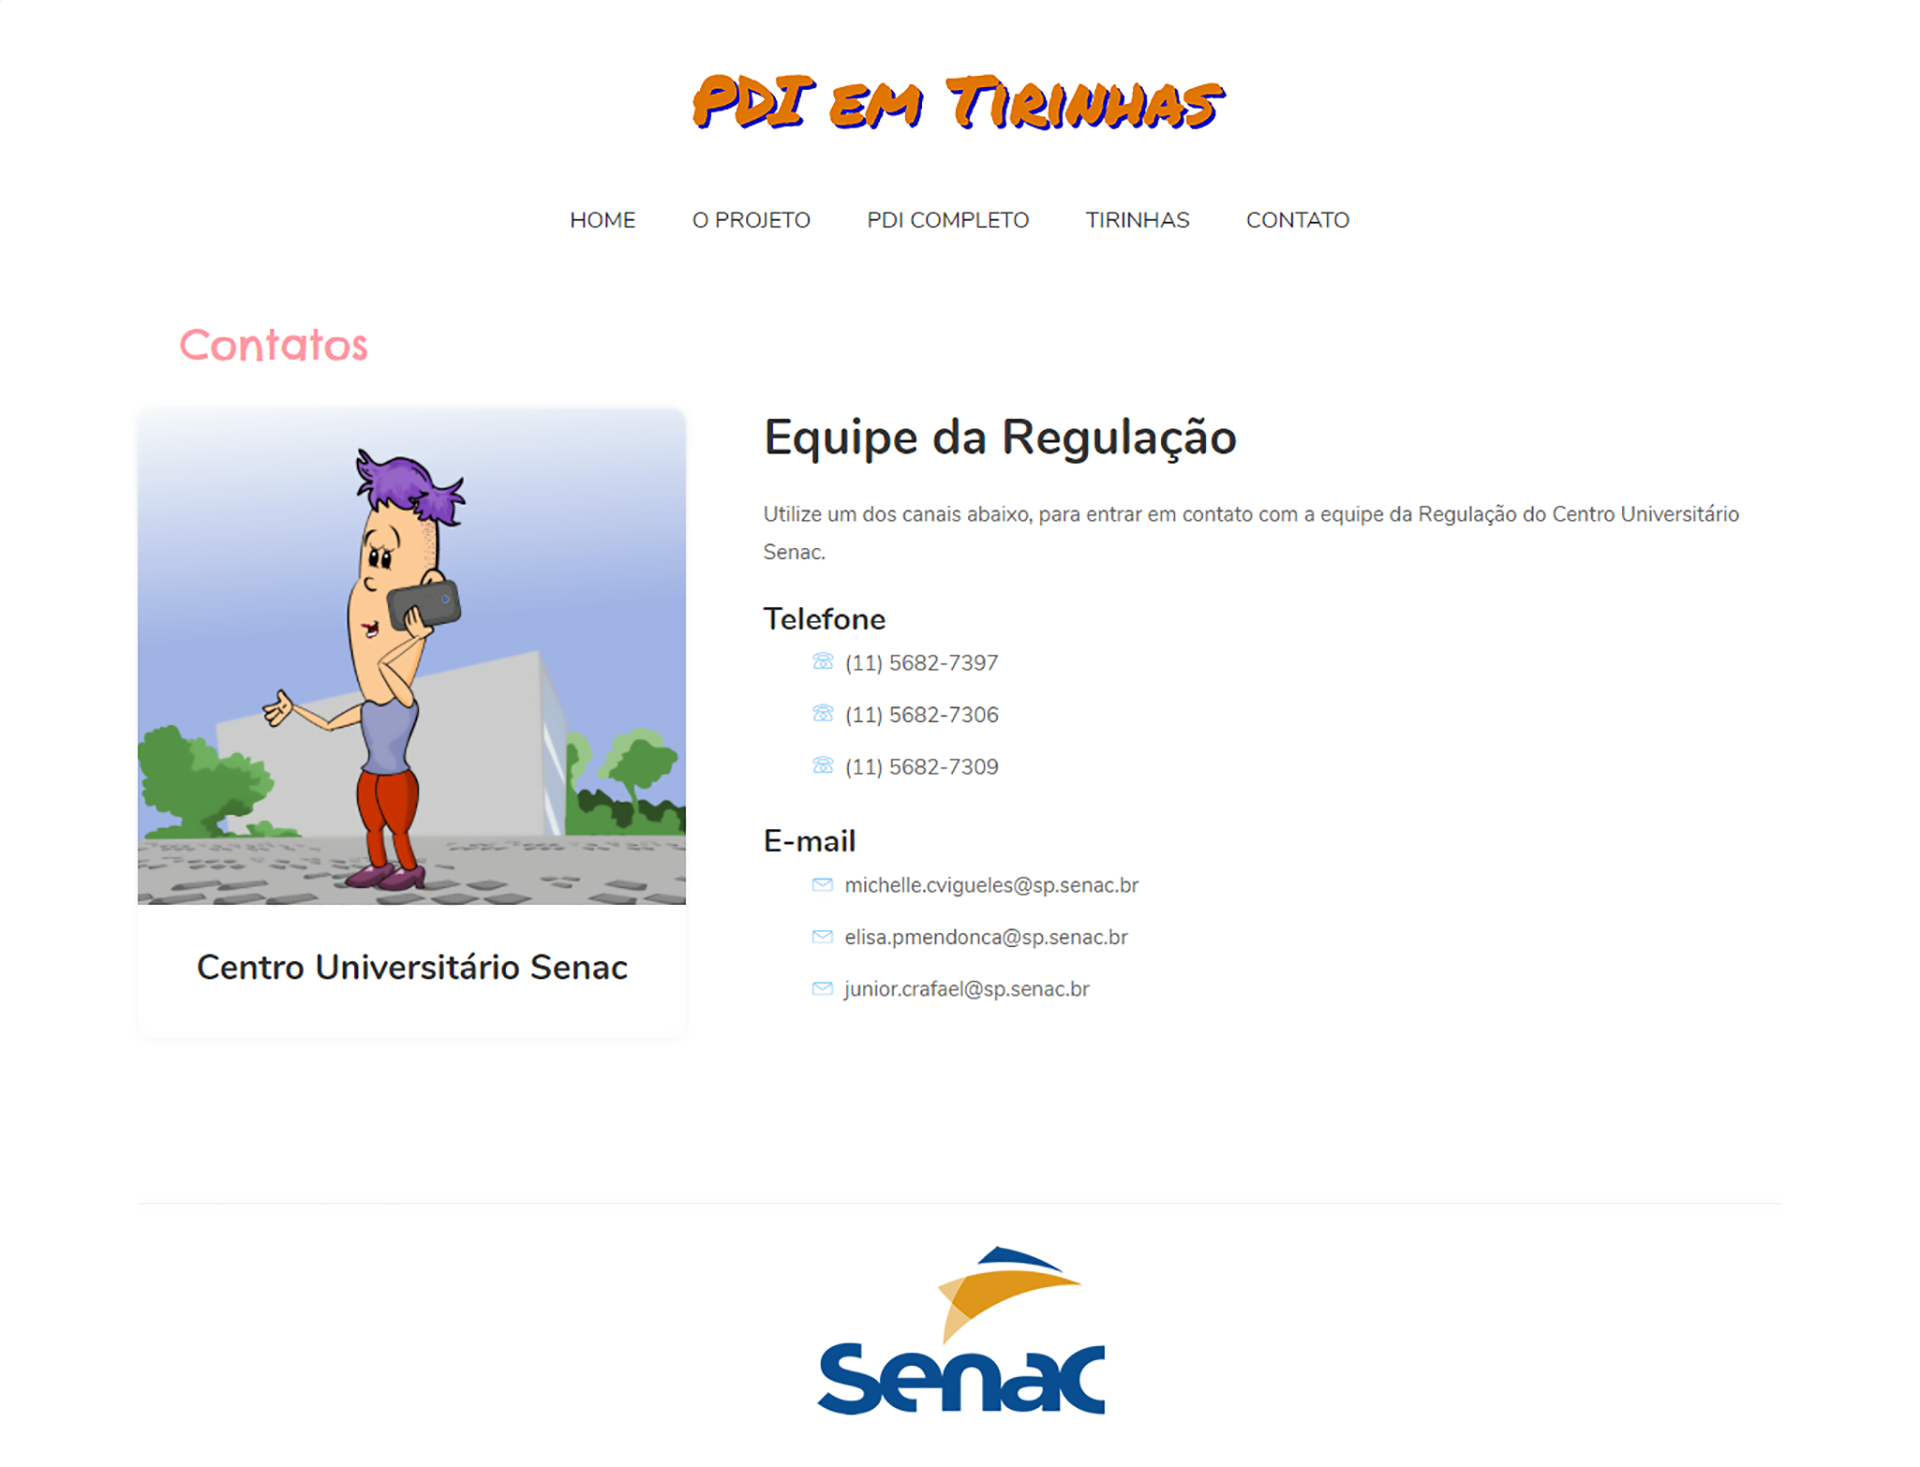 PDI em Tirinhas
HOME O PROJETO PDI COMPLETO TIRINHAS CONTATO
Contatos
Equipe da Regulação
Utilize um dos canais abaixo, para entrar em contato com a equipe da Regulação do Centro Universitário
Senac.
Telefone
(11) 5682-7397
(11) 5682-7306
(11) 5682-7309
E-mail
michelle.cvigueles@sp.senac.br
elisa.pmendonca@sp.senac.br
junior.crafael@sp.senac.br
Centro Universitário Senac
Senac